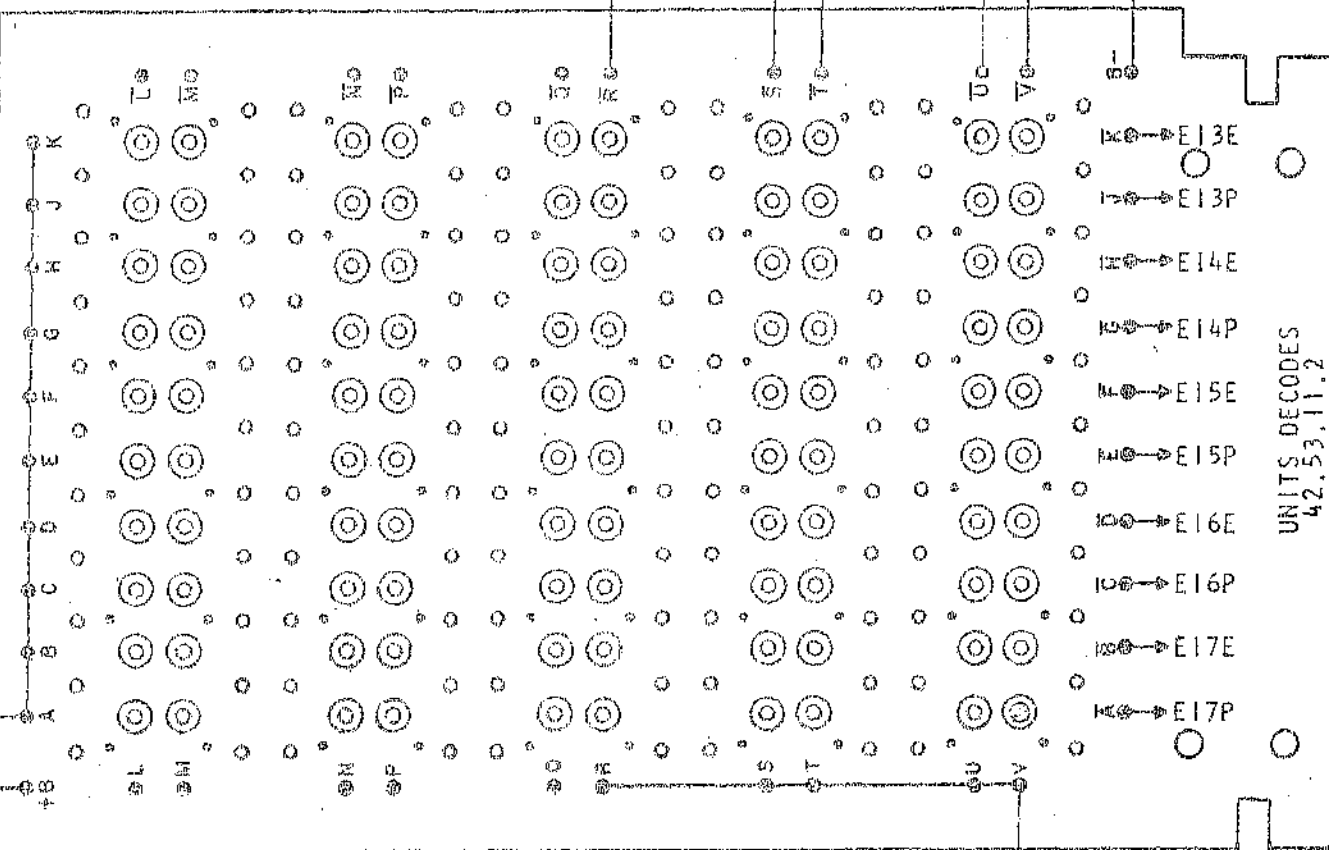 L̅ M̅ N̅ P̅ O̅ R̅ S̅ T̅ U̅ V̅ B-
K K̅ E13E
J J̅ E13P
H H̅ E14E
G G̅ E14P
F F̅ E15E
E E̅ E15P
D D̅ E16E
C C̅ E16P
B B̅ E17E
A A̅ E17P
+B L M N P O R S T U V
UNITS DECODES
42.53.11.2